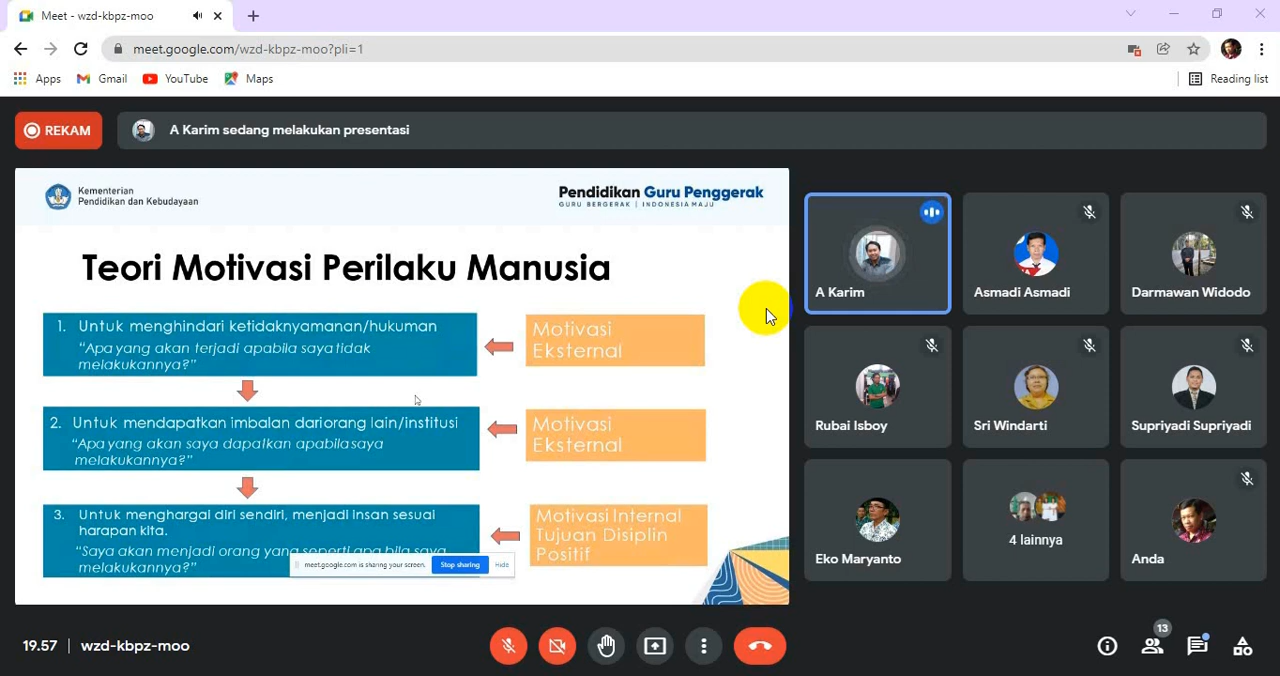 Meet - wzd-kbpz-moo
meet.google.com/wzd-kbpz-moo?pli=1
Apps
Gmail
YouTube
Maps
Reading list
REKAM
A Karim sedang melakukan presentasi
Kementerian
Pendidikan dan Kebudayaan
Pendidikan Guru Penggerak
GURU BERGERAK | INDONESIA MAJU
Teori Motivasi Perilaku Manusia
1. Untuk menghindari ketidaknyamanan/hukuman
"Apa yang akan terjadi apabila saya tidak
melakukannya?"
Motivasi
Eksternal
2. Untuk mendapatkan imbalan dariorang lain/institusi
"Apa yang akan saya dapatkan apabilasaya
melakukannya?"
Motivasi
Eksternal
3. Untuk menghargai diri sendiri, menjadi insan sesuai
harapan kita.
"Saya akan menjadi orang yang seperti apa bila saya
melakukannya?"
Motivasi Internal
Tujuan Disiplin
Positif
meet.google.com is sharing your screen.
Stop sharing
Hide
A Karim
Asmadi Asmadi
Darmawan Widodo
Rubai Isboy
Sri Windarti
Supriyadi Supriyadi
Eko Maryanto
4 lainnya
Anda
19.57 | wzd-kbpz-moo
13